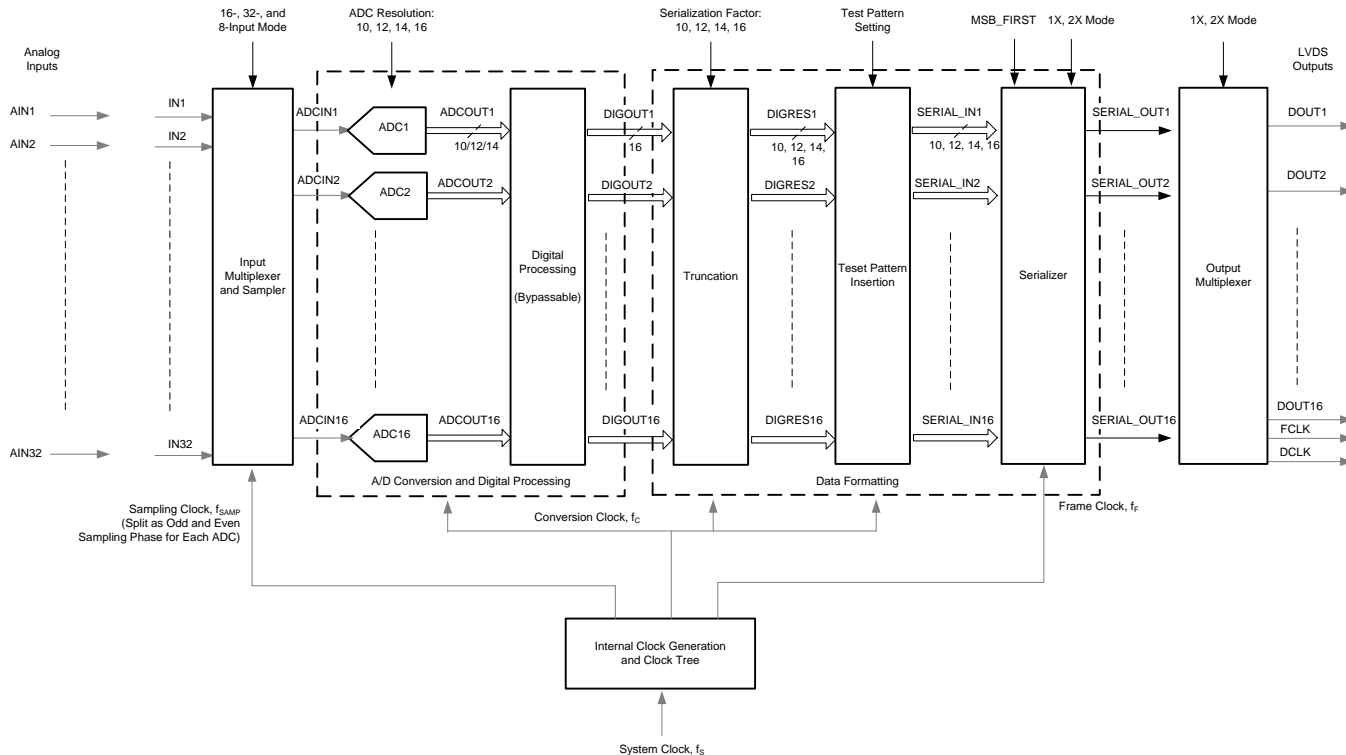 16-, 32-, and
8-Input Mode
ADC Resolution:
10, 12, 14, 16
Serialization Factor:
10, 12, 14, 16
Test Pattern
Setting
MSB_FIRST
1X, 2X Mode
1X, 2X Mode
Analog
Inputs
LVDS
Outputs
AIN1
AIN2
AIN32
IN1
IN2
IN32
Input
Multiplexer
and Sampler
ADCIN1
ADCIN2
ADCIN16
ADC1
ADC2
ADC16
ADCOUT1
10/12/14
ADCOUT2
ADCOUT16
Digital
Processing
(Bypassable)
A/D Conversion and Digital Processing
DIGOUT1
16
DIGOUT2
DIGOUT16
Truncation
DIGRES1
10, 12, 14,
16
DIGRES2
DIGRES16
Teset Pattern
Insertion
SERIAL_IN1
10, 12, 14, 16
SERIAL_IN2
SERIAL_IN16
Serializer
Data Formatting
SERIAL_OUT1
SERIAL_OUT2
SERIAL_OUT16
Output
Multiplexer
DOUT1
DOUT2
DOUT16
FCLK
DCLK
Sampling Clock, fSAMP
(Split as Odd and Even
Sampling Phase for Each ADC)
Conversion Clock, fC
Frame Clock, fF
Internal Clock Generation
and Clock Tree
System Clock, fS